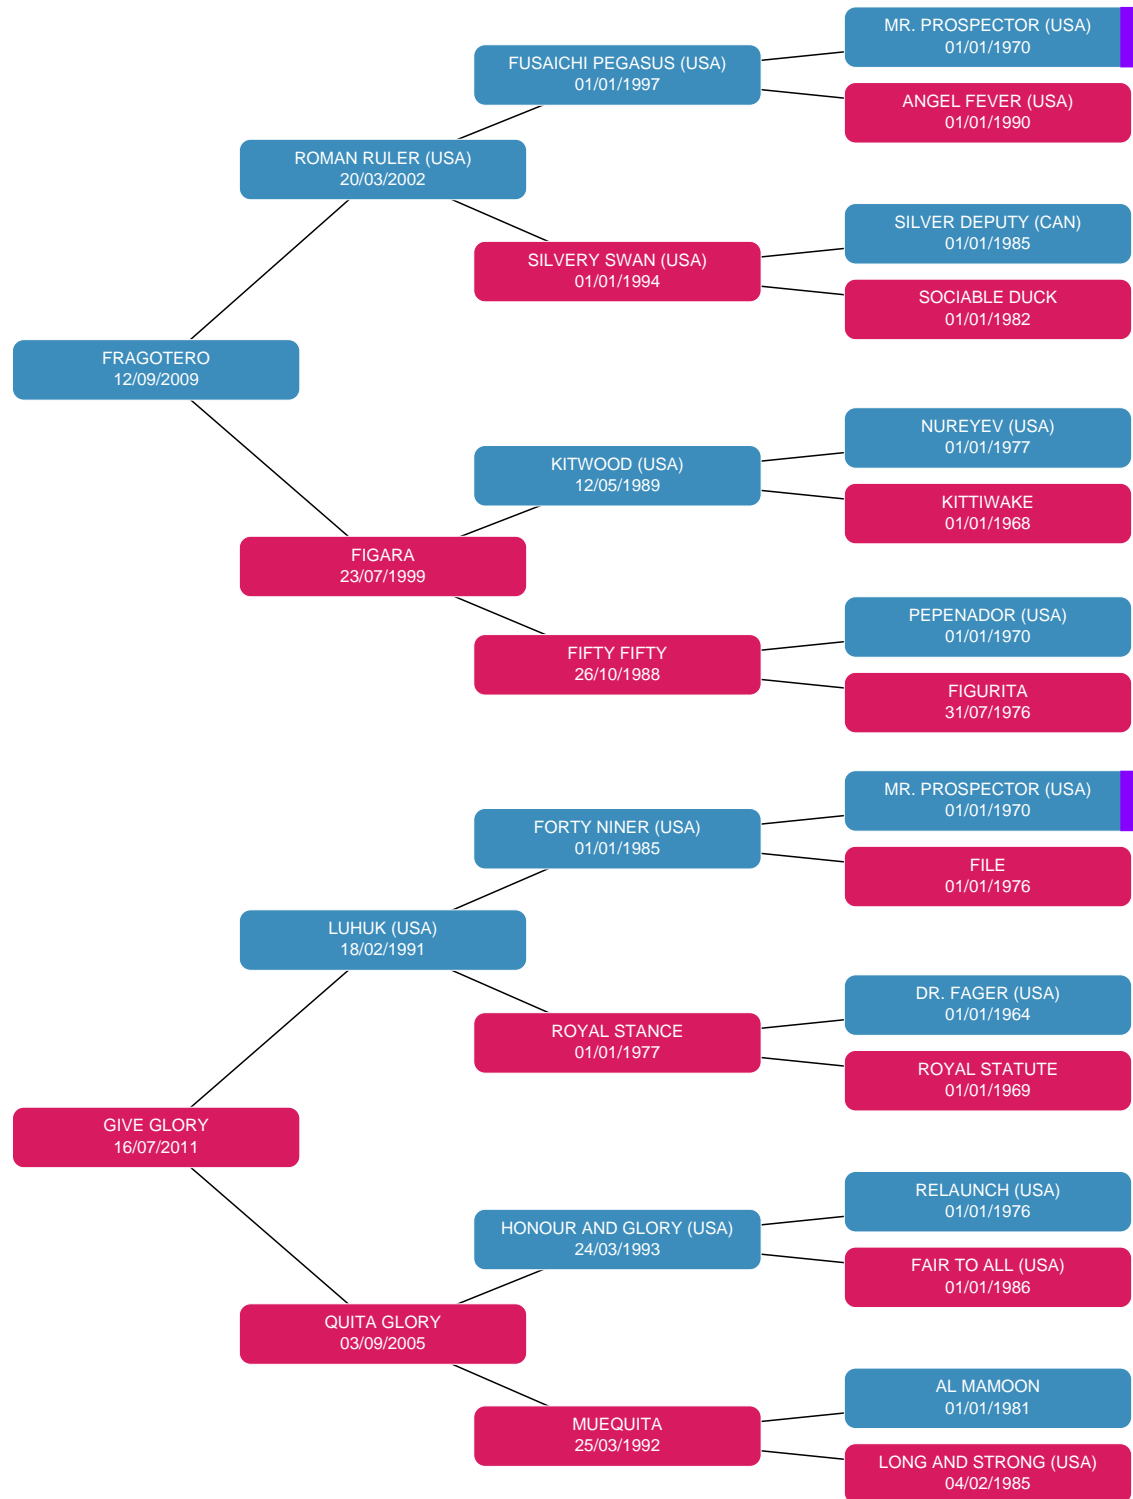 MR. PROSPECTOR (USA)
01/01/1970
FUSAICHI PEGASUS (USA)
01/01/1997
ANGEL FEVER (USA)
01/01/1990
ROMAN RULER (USA)
20/03/2002
SILVER DEPUTY (CAN)
01/01/1985
SILVERY SWAN (USA)
01/01/1994
SOCIABLE DUCK
01/01/1982
FRAGOTERO
12/09/2009
NUREYEV (USA)
01/01/1977
KITWOOD (USA)
12/05/1989
KITTIWAKE
01/01/1968
FIGARA
23/07/1999
PEPENADOR (USA)
01/01/1970
FIFTY FIFTY
26/10/1988
FIGURITA
31/07/1976
MR. PROSPECTOR (USA)
01/01/1970
FORTY NINER (USA)
01/01/1985
FILE
01/01/1976
LUHUK (USA)
18/02/1991
DR. FAGER (USA)
01/01/1964
ROYAL STANCE
01/01/1977
ROYAL STATUTE
01/01/1969
GIVE GLORY
16/07/2011
RELAUNCH (USA)
01/01/1976
HONOUR AND GLORY (USA)
24/03/1993
FAIR TO ALL (USA)
01/01/1986
QUITA GLORY
03/09/2005
AL MAMOON
01/01/1981
MUEQUITA
25/03/1992
LONG AND STRONG (USA)
04/02/1985